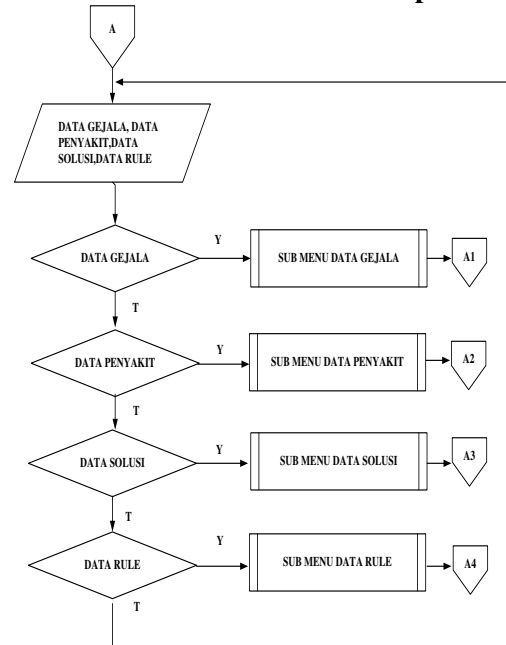 A
DATA GEJALA, DATA
PENYAKIT,DATA
SOLUSI,DATA RULE
DATA GEJALA
Y
SUB MENU DATA GEJALA
A1
T
DATA PENYAKIT
Y
SUB MENU DATA PENYAKIT
A2
T
DATA SOLUSI
Y
SUB MENU DATA SOLUSI
A3
T
DATA RULE
Y
SUB MENU DATA RULE
A4
T